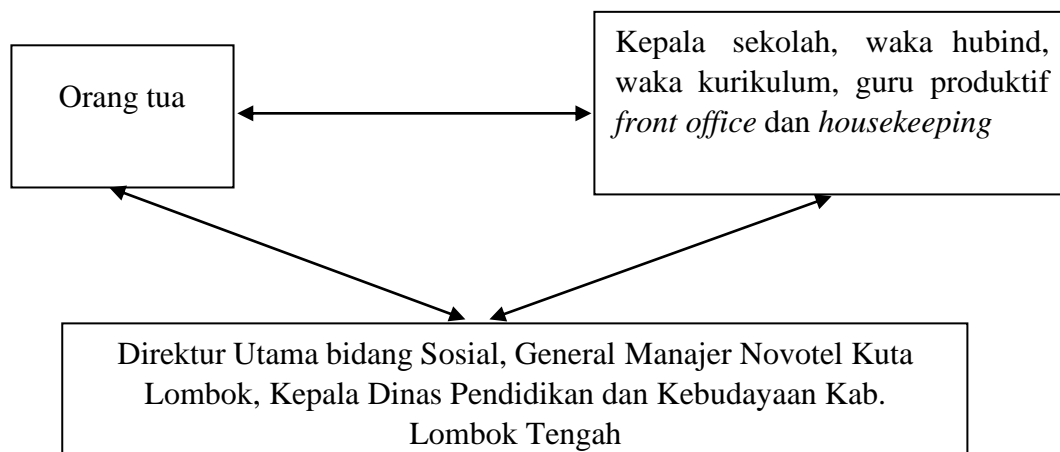 Orang tua
Kepala sekolah, waka hubind,
waka kurikulum, guru produktif
front office dan housekeeping
Direktur Utama bidang Sosial, General Manajer Novotel Kuta
Lombok, Kepala Dinas Pendidikan dan Kebudayaan Kab.
Lombok Tengah